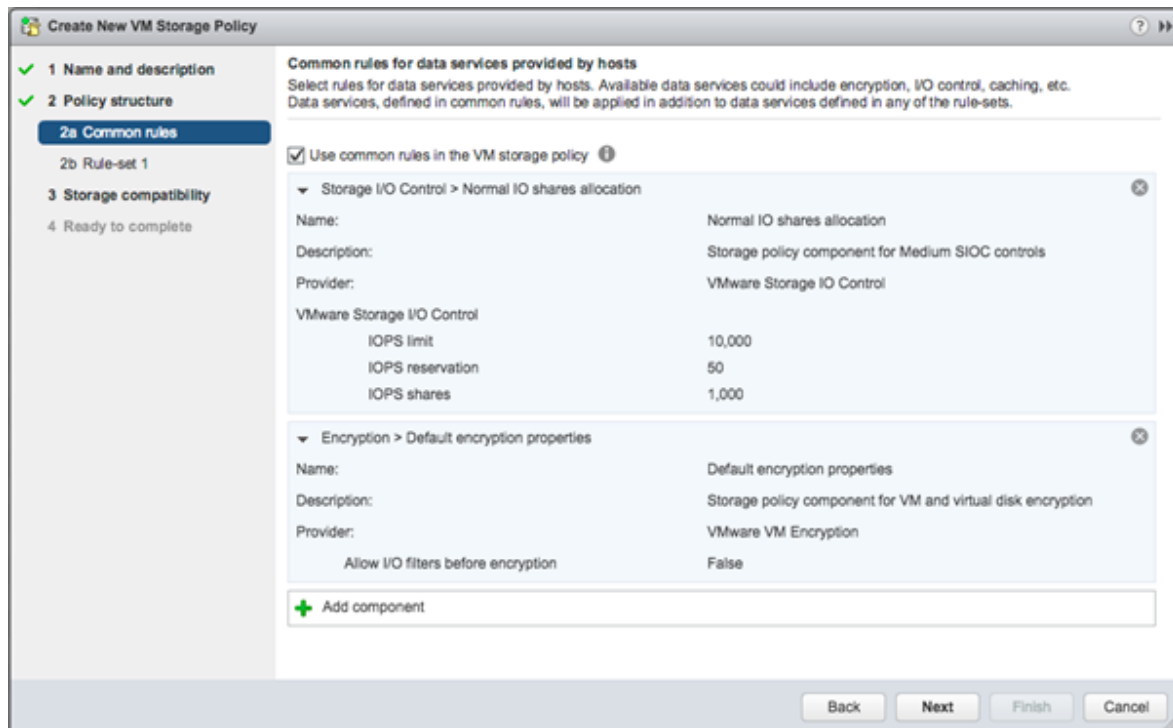 Create New VM Storage Policy
1 Name and description
2 Policy structure
2a Common rules
2b Rule-set 1
3 Storage compatibility
4 Ready to complete
Common rules for data services provided by hosts
Select rules for data services provided by hosts. Available data services could include encryption, I/O control, caching, etc.
Data services, defined in common rules, will be applied in addition to data services defined in any of the rule-sets.
Use common rules in the VM storage policy
Storage I/O Control > Normal IO shares allocation
Name: Normal IO shares allocation
Description: Storage policy component for Medium SIOC controls
Provider: VMware Storage IO Control
VMware Storage I/O Control
IOPS limit 10,000
IOPS reservation 50
IOPS shares 1,000
Encryption > Default encryption properties
Name: Default encryption properties
Description: Storage policy component for VM and virtual disk encryption
Provider: VMware VM Encryption
Allow I/O filters before encryption False
Add component
Back Next Finish Cancel